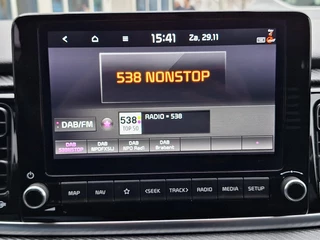 15:41 Za, 29.11
538 NONSTOP
DAB/FM
538
TOP 50
RADIO - 538
DAB DAB DAB DAB
MAP NAV <SEEK TRACK> RADIO MEDIA SETUP